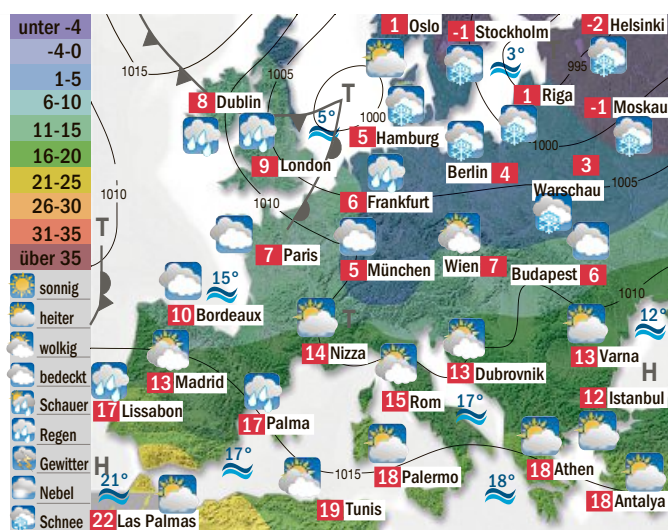 unter -4
-4-0
1-5
6-10
11-15
16-20
21-25
26-30
31-35
über 35
sonnig
heiter
wolkig
bedeckt
Schauer
Regen
Gewitter
Nebel
Schnee
1 Oslo
-1 Stockholm
-2 Helsinki
1015
1005
995
3°
8 Dublin
T
1 Riga
5°
1000
-1 Moskau
5 Hamburg
1000
9 London
Berlin 4
3
Warschau
1005
1010
1010
6 Frankfurt
T
7 Paris
5 München
Wien 7
Budapest 6
15°
10 Bordeaux
1010
12°
T
14 Nizza
13 Varna
13 Madrid
13 Dubrovnik
H
15 Rom
12 Istanbul
17 Lissabon
17 Palma
17°
17°
H
1015
18 Palermo
18 Athen
21°
18°
22 Las Palmas
19 Tunis
18 Antalya